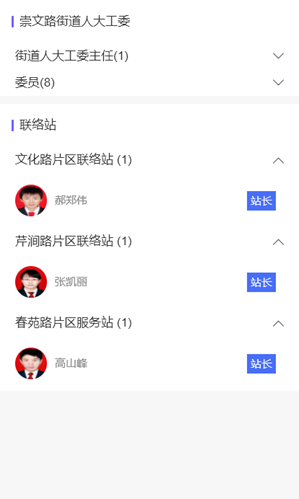 崇文路街道人大工委
街道人大工委主任(1)
委员(8)
联络站
文化路片区联络站 (1)
郝郑伟
站长
芹涧路片区联络站 (1)
张凯丽
站长
春苑路片区服务站 (1)
高山峰
站长